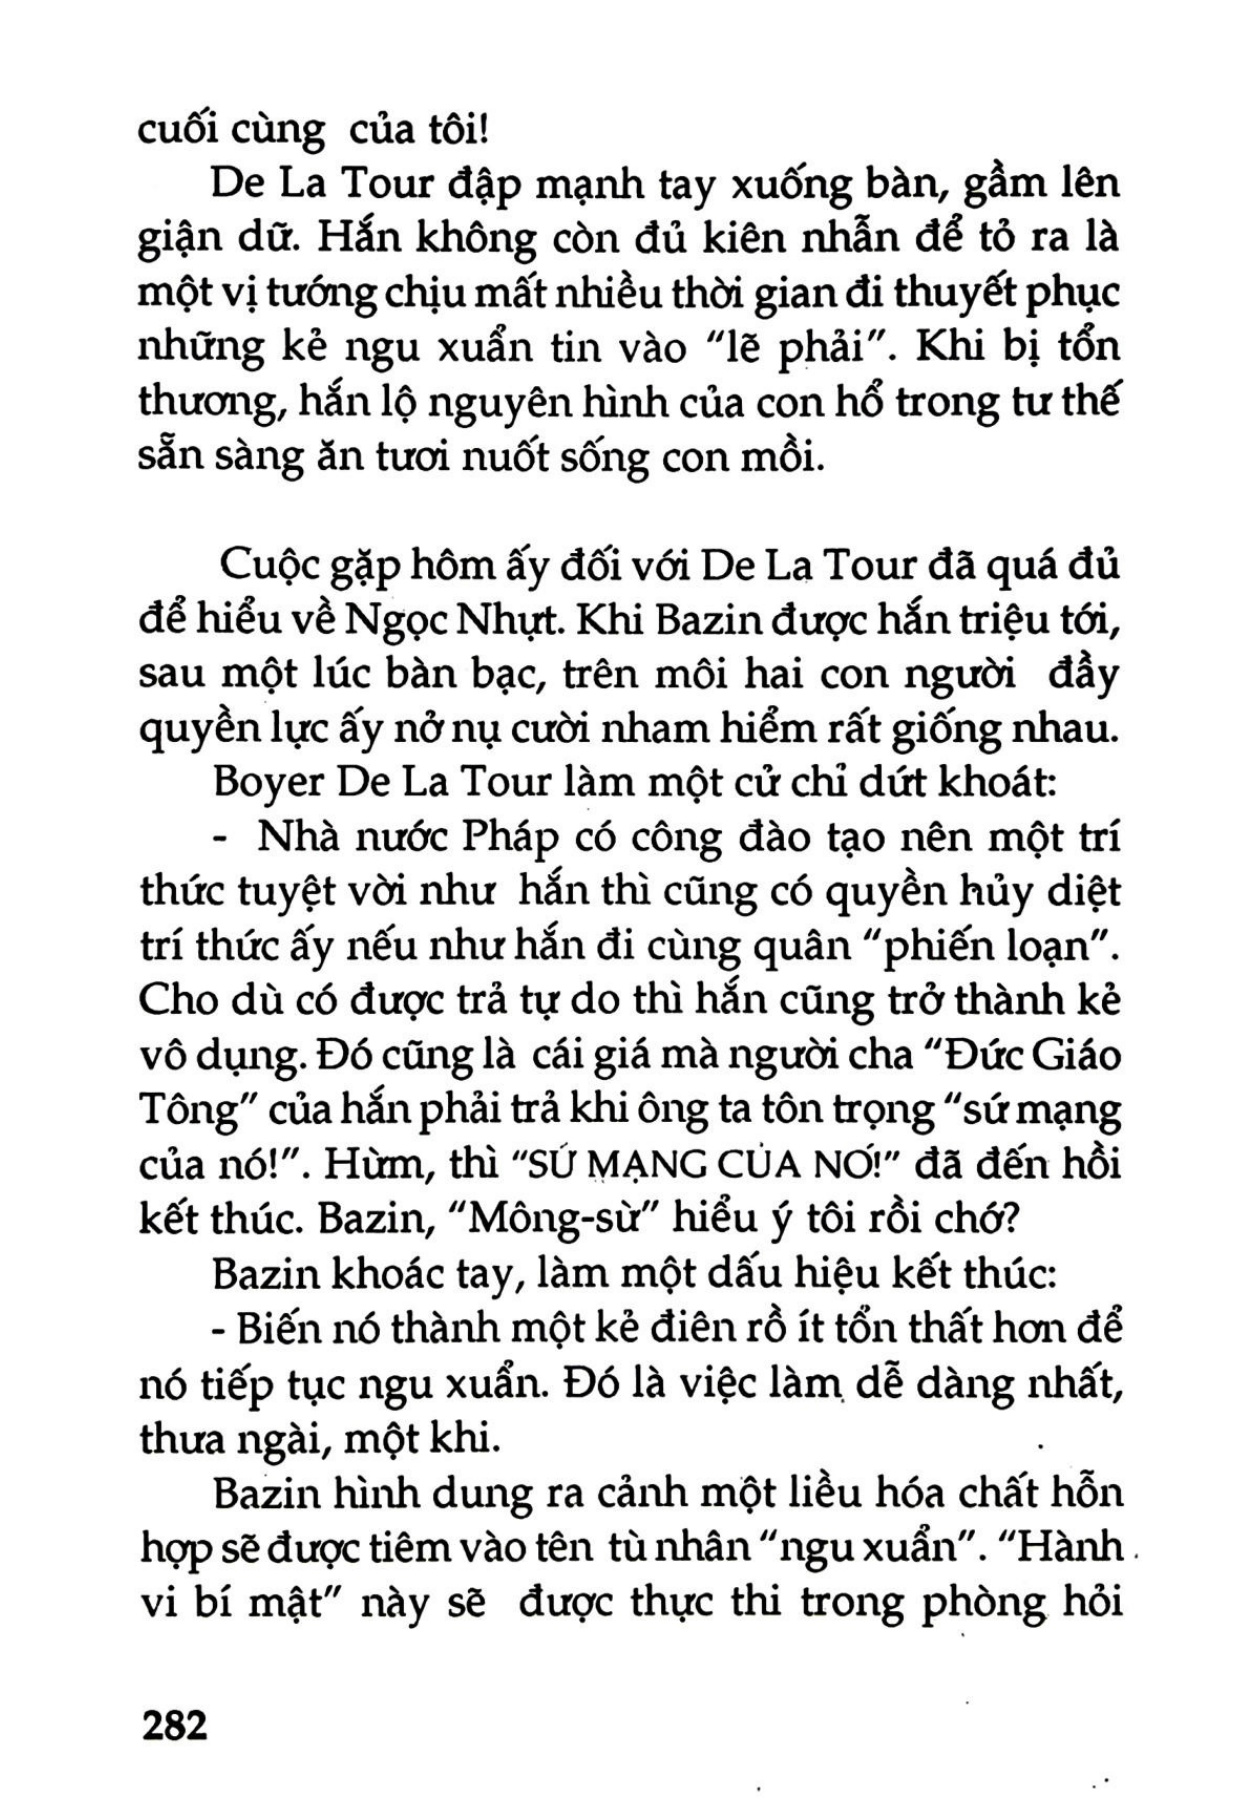 cuối cùng của tôi!
De La Tour đập mạnh tay xuống bàn, gầm lên
giận dữ. Hắn không còn đủ kiên nhẫn để tỏ ra là
một vị tướng chịu mất nhiều thời gian đi thuyết phục
những kẻ ngu xuẩn tin vào "lẽ phải". Khi bị tổn
thương, hắn lộ nguyên hình của con hổ trong tư thế
sẵn sàng ăn tươi nuốt sống con mồi.
Cuộc gặp hôm ấy đối với De La Tour đã quá đủ
để hiểu về Ngọc Nhựt. Khi Bazin được hắn triệu tới,
sau một lúc bàn bạc, trên môi hai con người đầy
quyền lực ấy nở nụ cười nham hiểm rất giống nhau.
Boyer De La Tour làm một cử chỉ dứt khoát:
- Nhà nước Pháp có công đào tạo nên một trí
thức tuyệt vời như hắn thì cũng có quyền hủy diệt
trí thức ấy nếu như hắn đi cùng quân "phiến loạn".
Cho dù có được trả tự do thì hắn cũng trở thành kẻ
vô dụng. Đó cũng là cái giá mà người cha "Đức Giáo
Tông" của hắn phải trả khi ông ta tôn trọng "sứ mạng
của nó!". Hừm, thì "SỨ MẠNG CỦA NÓ!" đã đến hồi
kết thúc. Bazin, "Mông-sừ" hiểu ý tôi rồi chớ?
Bazin khoác tay, làm một dấu hiệu kết thúc:
- Biến nó thành một kẻ điên rồ ít tổn thất hơn để
nó tiếp tục ngu xuẩn. Đó là việc làm dễ dàng nhất,
thưa ngài, một khi.
Bazin hình dung ra cảnh một liều hóa chất hỗn
hợp sẽ được tiêm vào tên tù nhân "ngu xuẩn". "Hành
vi bí mật" này sẽ được thực thi trong phòng hỏi
282